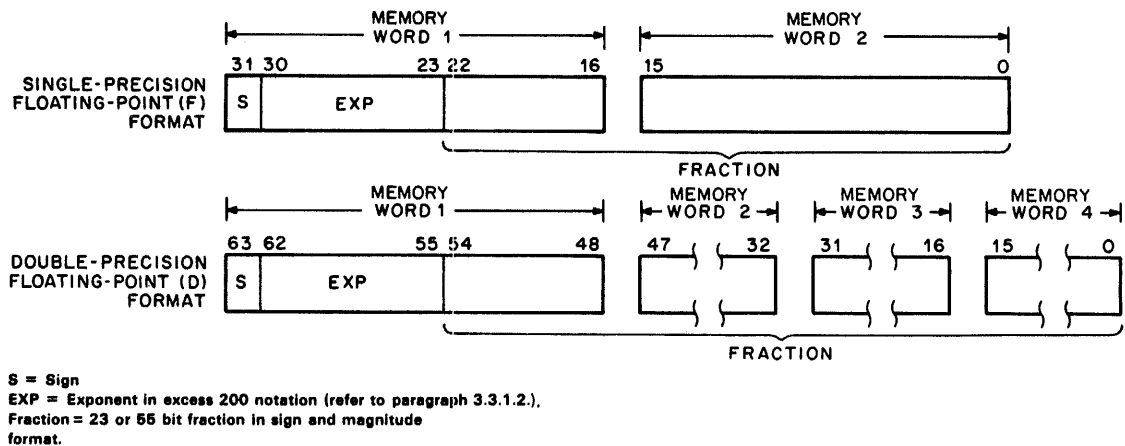 MEMORY
WORD 1
MEMORY
WORD 2
31 30 23 22 16 15 0
SINGLE-PRECISION
FLOATING-POINT (F)
FORMAT
S EXP
FRACTION
MEMORY
WORD 1
MEMORY
WORD 2
MEMORY
WORD 3
MEMORY
WORD 4
63 62 55 54 48 47 32 31 16 15 0
DOUBLE-PRECISION
FLOATING-POINT (D)
FORMAT
S EXP
FRACTION
S = Sign
EXP = Exponent in excess 200 notation (refer to paragraph 3.3.1.2.),
Fraction = 23 or 55 bit fraction in sign and magnitude
format.